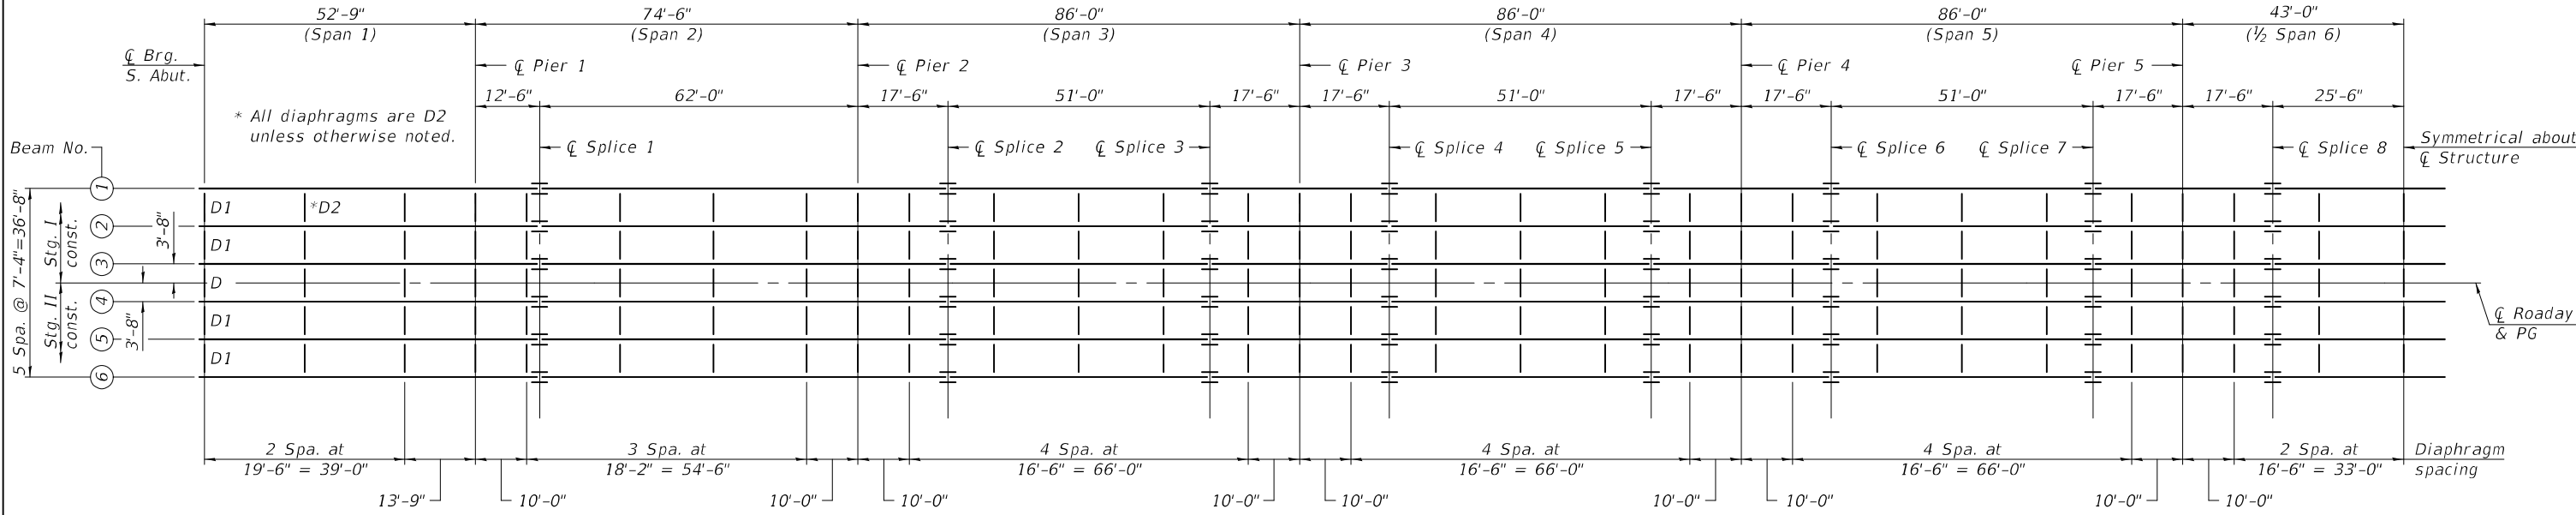 52'-9"
(Span 1)
74'-6"
(Span 2)
86'-0"
(Span 3)
86'-0"
(Span 4)
86'-0"
(Span 5)
43'-0"
(½ Span 6)
℄ Brg.
S. Abut.
℄ Pier 1
℄ Pier 2
℄ Pier 3
℄ Pier 4
℄ Pier 5
12'-6"
62'-0"
17'-6"
51'-0"
17'-6"
17'-6"
51'-0"
17'-6"
17'-6"
51'-0"
17'-6"
17'-6"
25'-6"
* All diaphragms are D2
unless otherwise noted.
Beam No.
℄ Splice 1
℄ Splice 2
℄ Splice 3
℄ Splice 4
℄ Splice 5
℄ Splice 6
℄ Splice 7
℄ Splice 8
Symmetrical about
℄ Structure
5 Spa. @ 7'-4"=36'-8"
Stg. I
const.
Stg. II
const.
1
2
3
4
5
6
3'-8"
3'-8"
D1
*D2
D1
D
D1
D1
℄ Roaday
& PG
2 Spa. at
19'-6" = 39'-0"
3 Spa. at
18'-2" = 54'-6"
4 Spa. at
16'-6" = 66'-0"
4 Spa. at
16'-6" = 66'-0"
4 Spa. at
16'-6" = 66'-0"
2 Spa. at
16'-6" = 33'-0"
Diaphragm
spacing
13'-9"
10'-0"
10'-0"
10'-0"
10'-0"
10'-0"
10'-0"
10'-0"
10'-0"
10'-0"